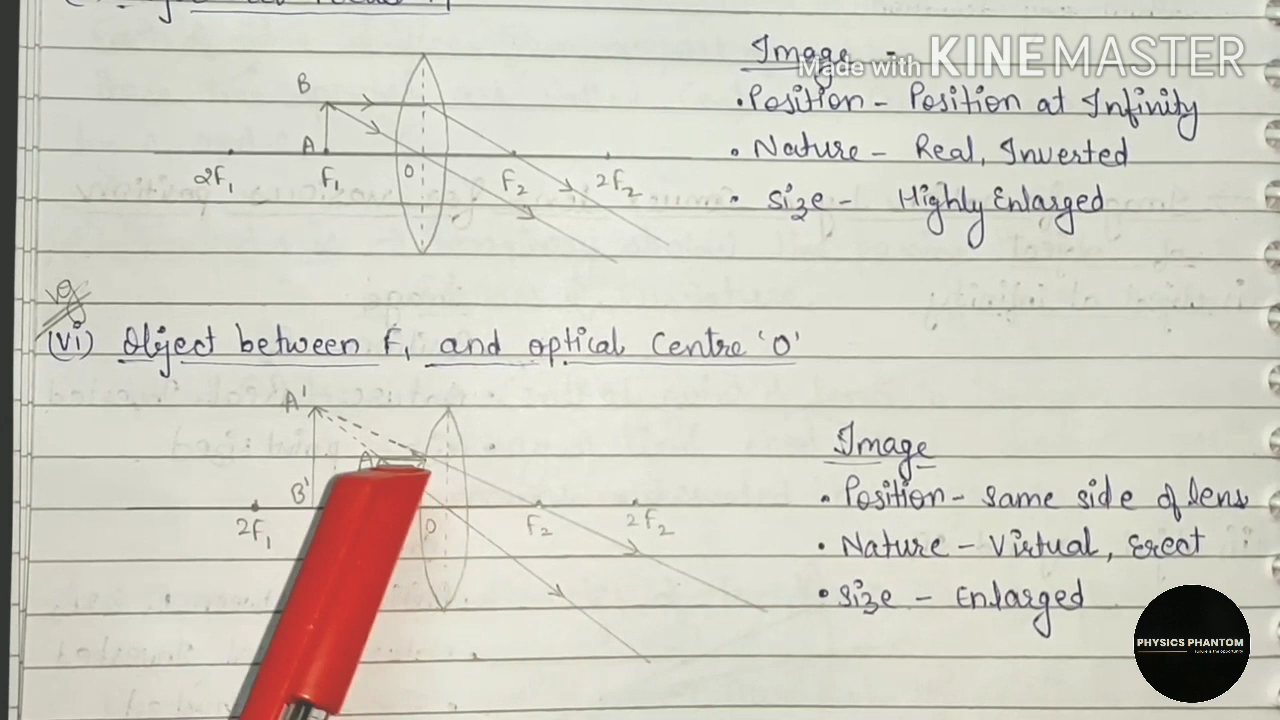 Image
Made with KINEMASTER
B
• Position - Position at Infinity
A
• Nature - Real, Inverted
2F₁ F₁ O F₂ 2F₂
• Size - Highly Enlarged
(vi) Object between F₁ and optical Centre 'O'
A'
Image
A
B'
• Position - Same side of lens
2F₁ O F₂ 2F₂
• Nature - Virtual, Erect
• Size - Enlarged
PHYSICS PHANTOM